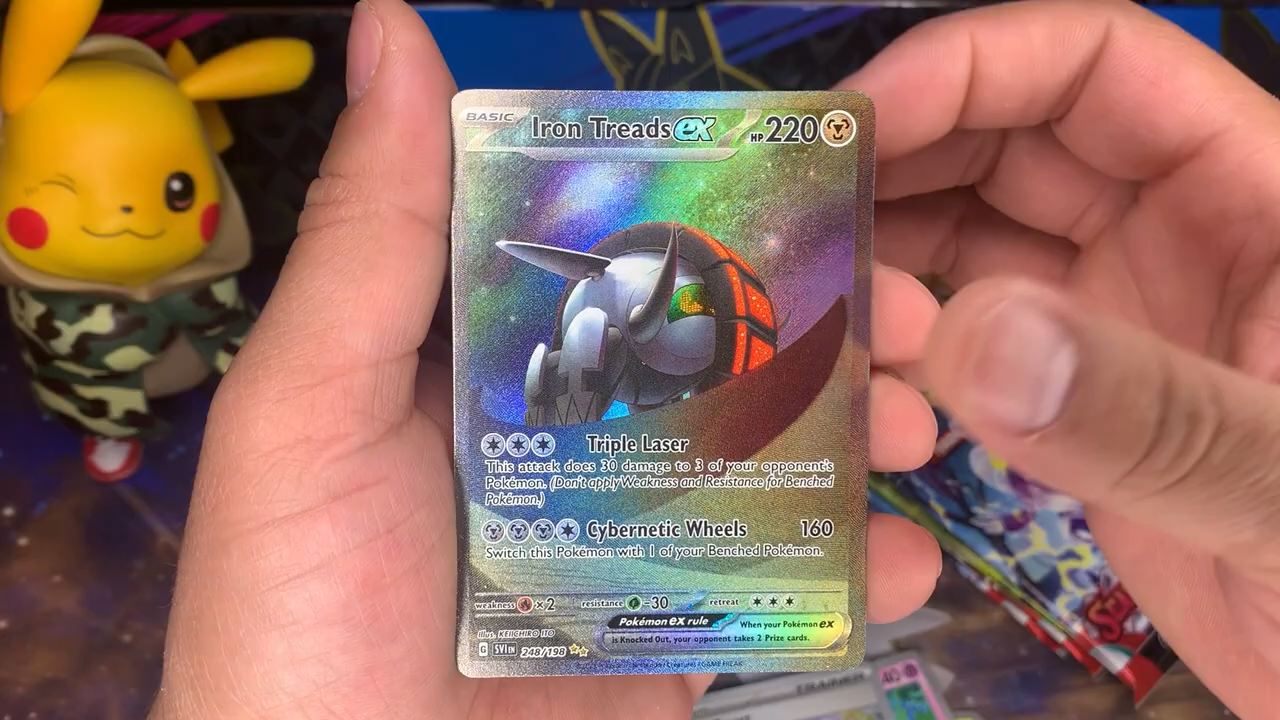 BASIC
Iron Treads ex
HP 220
Triple Laser
This attack does 30 damage to 3 of your opponent's
Pokémon. (Don't apply Weakness and Resistance for Benched
Pokémon.)
Cybernetic Wheels 160
Switch this Pokémon with 1 of your Benched Pokémon.
weakness ×2 resistance -30 retreat
Pokémon ex rule When your Pokémon ex
is Knocked Out, your opponent takes 2 Prize cards.
Illus. KEIICHIRO ITO
G SVI EN 248/198